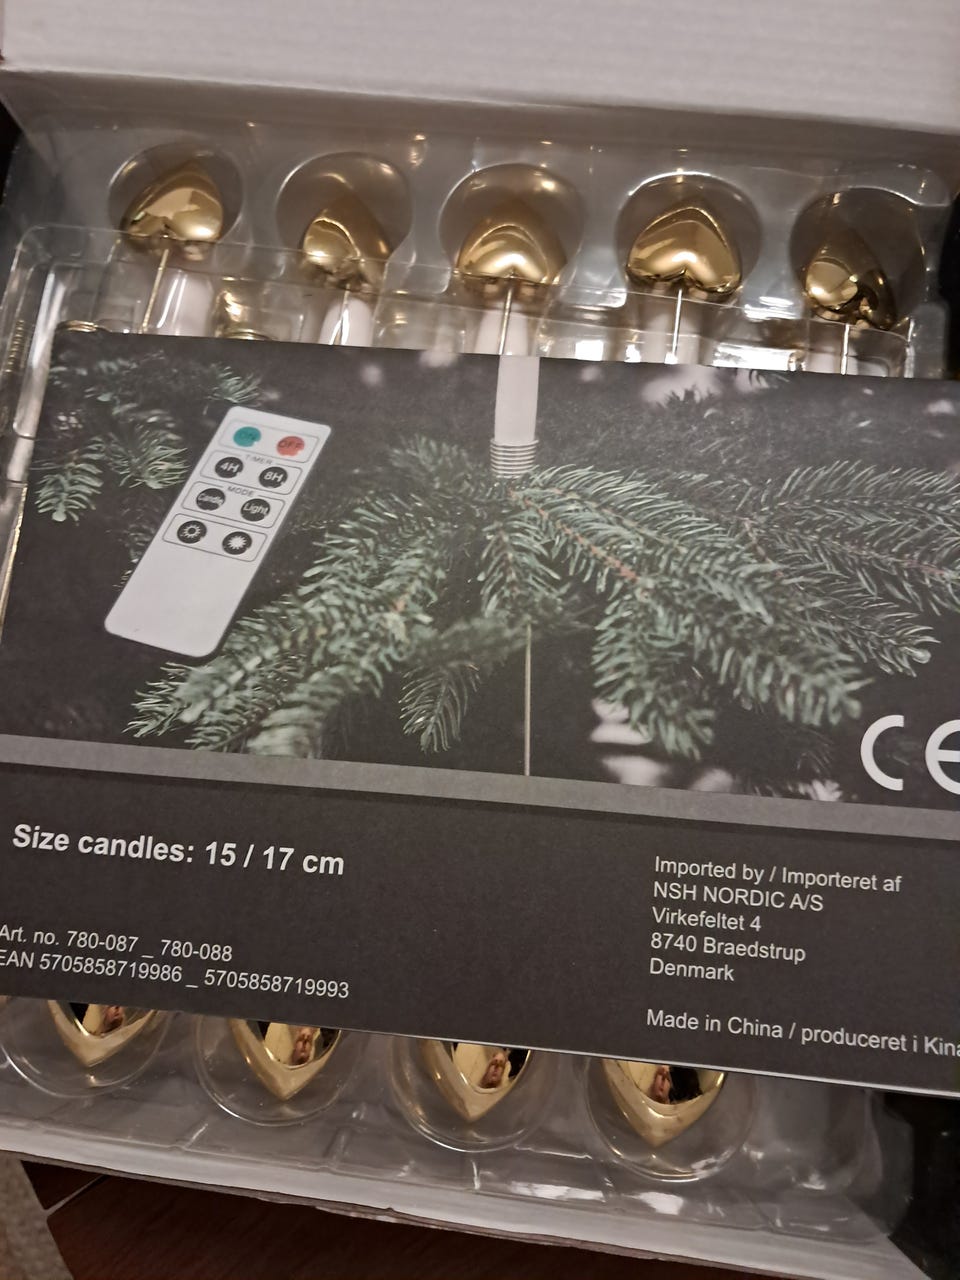 ON OFF
TIMER
4H 8H
MODE
Candle Light
CE
Size candles: 15 / 17 cm
Art. no. 780-087 _ 780-088
EAN 5705858719986 _ 5705858719993
Imported by / Importeret af
NSH NORDIC A/S
Virkefeltet 4
8740 Braedstrup
Denmark
Made in China / produceret i Kina